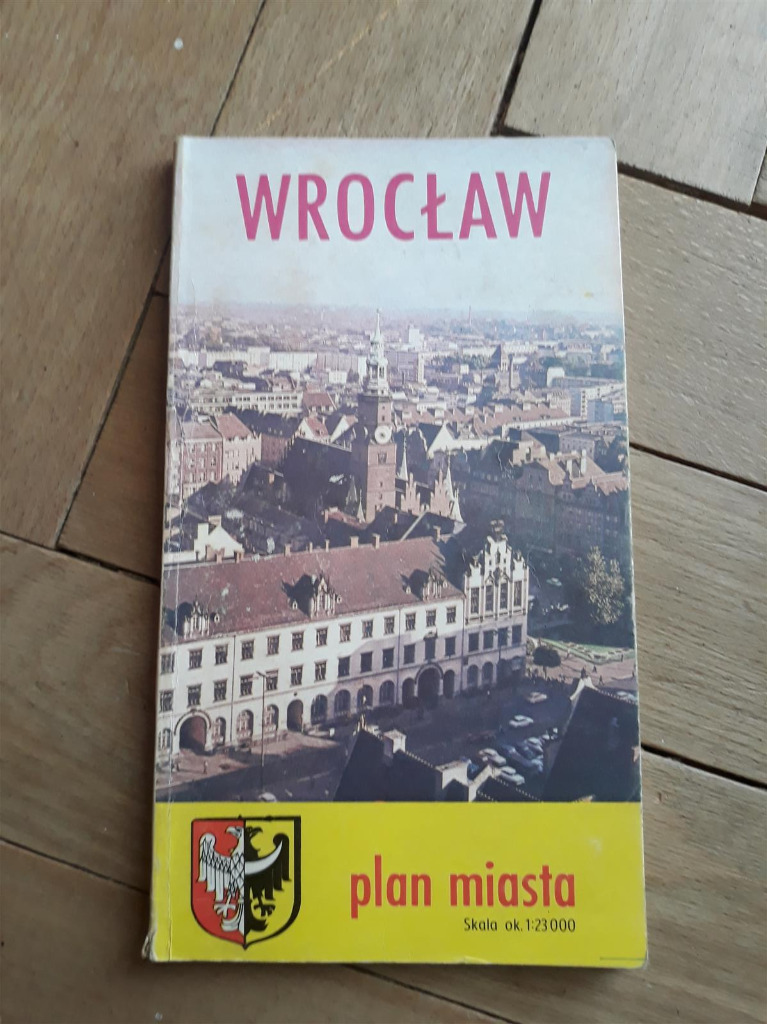 WROCŁAW
plan miasta
Skala ok. 1:23 000